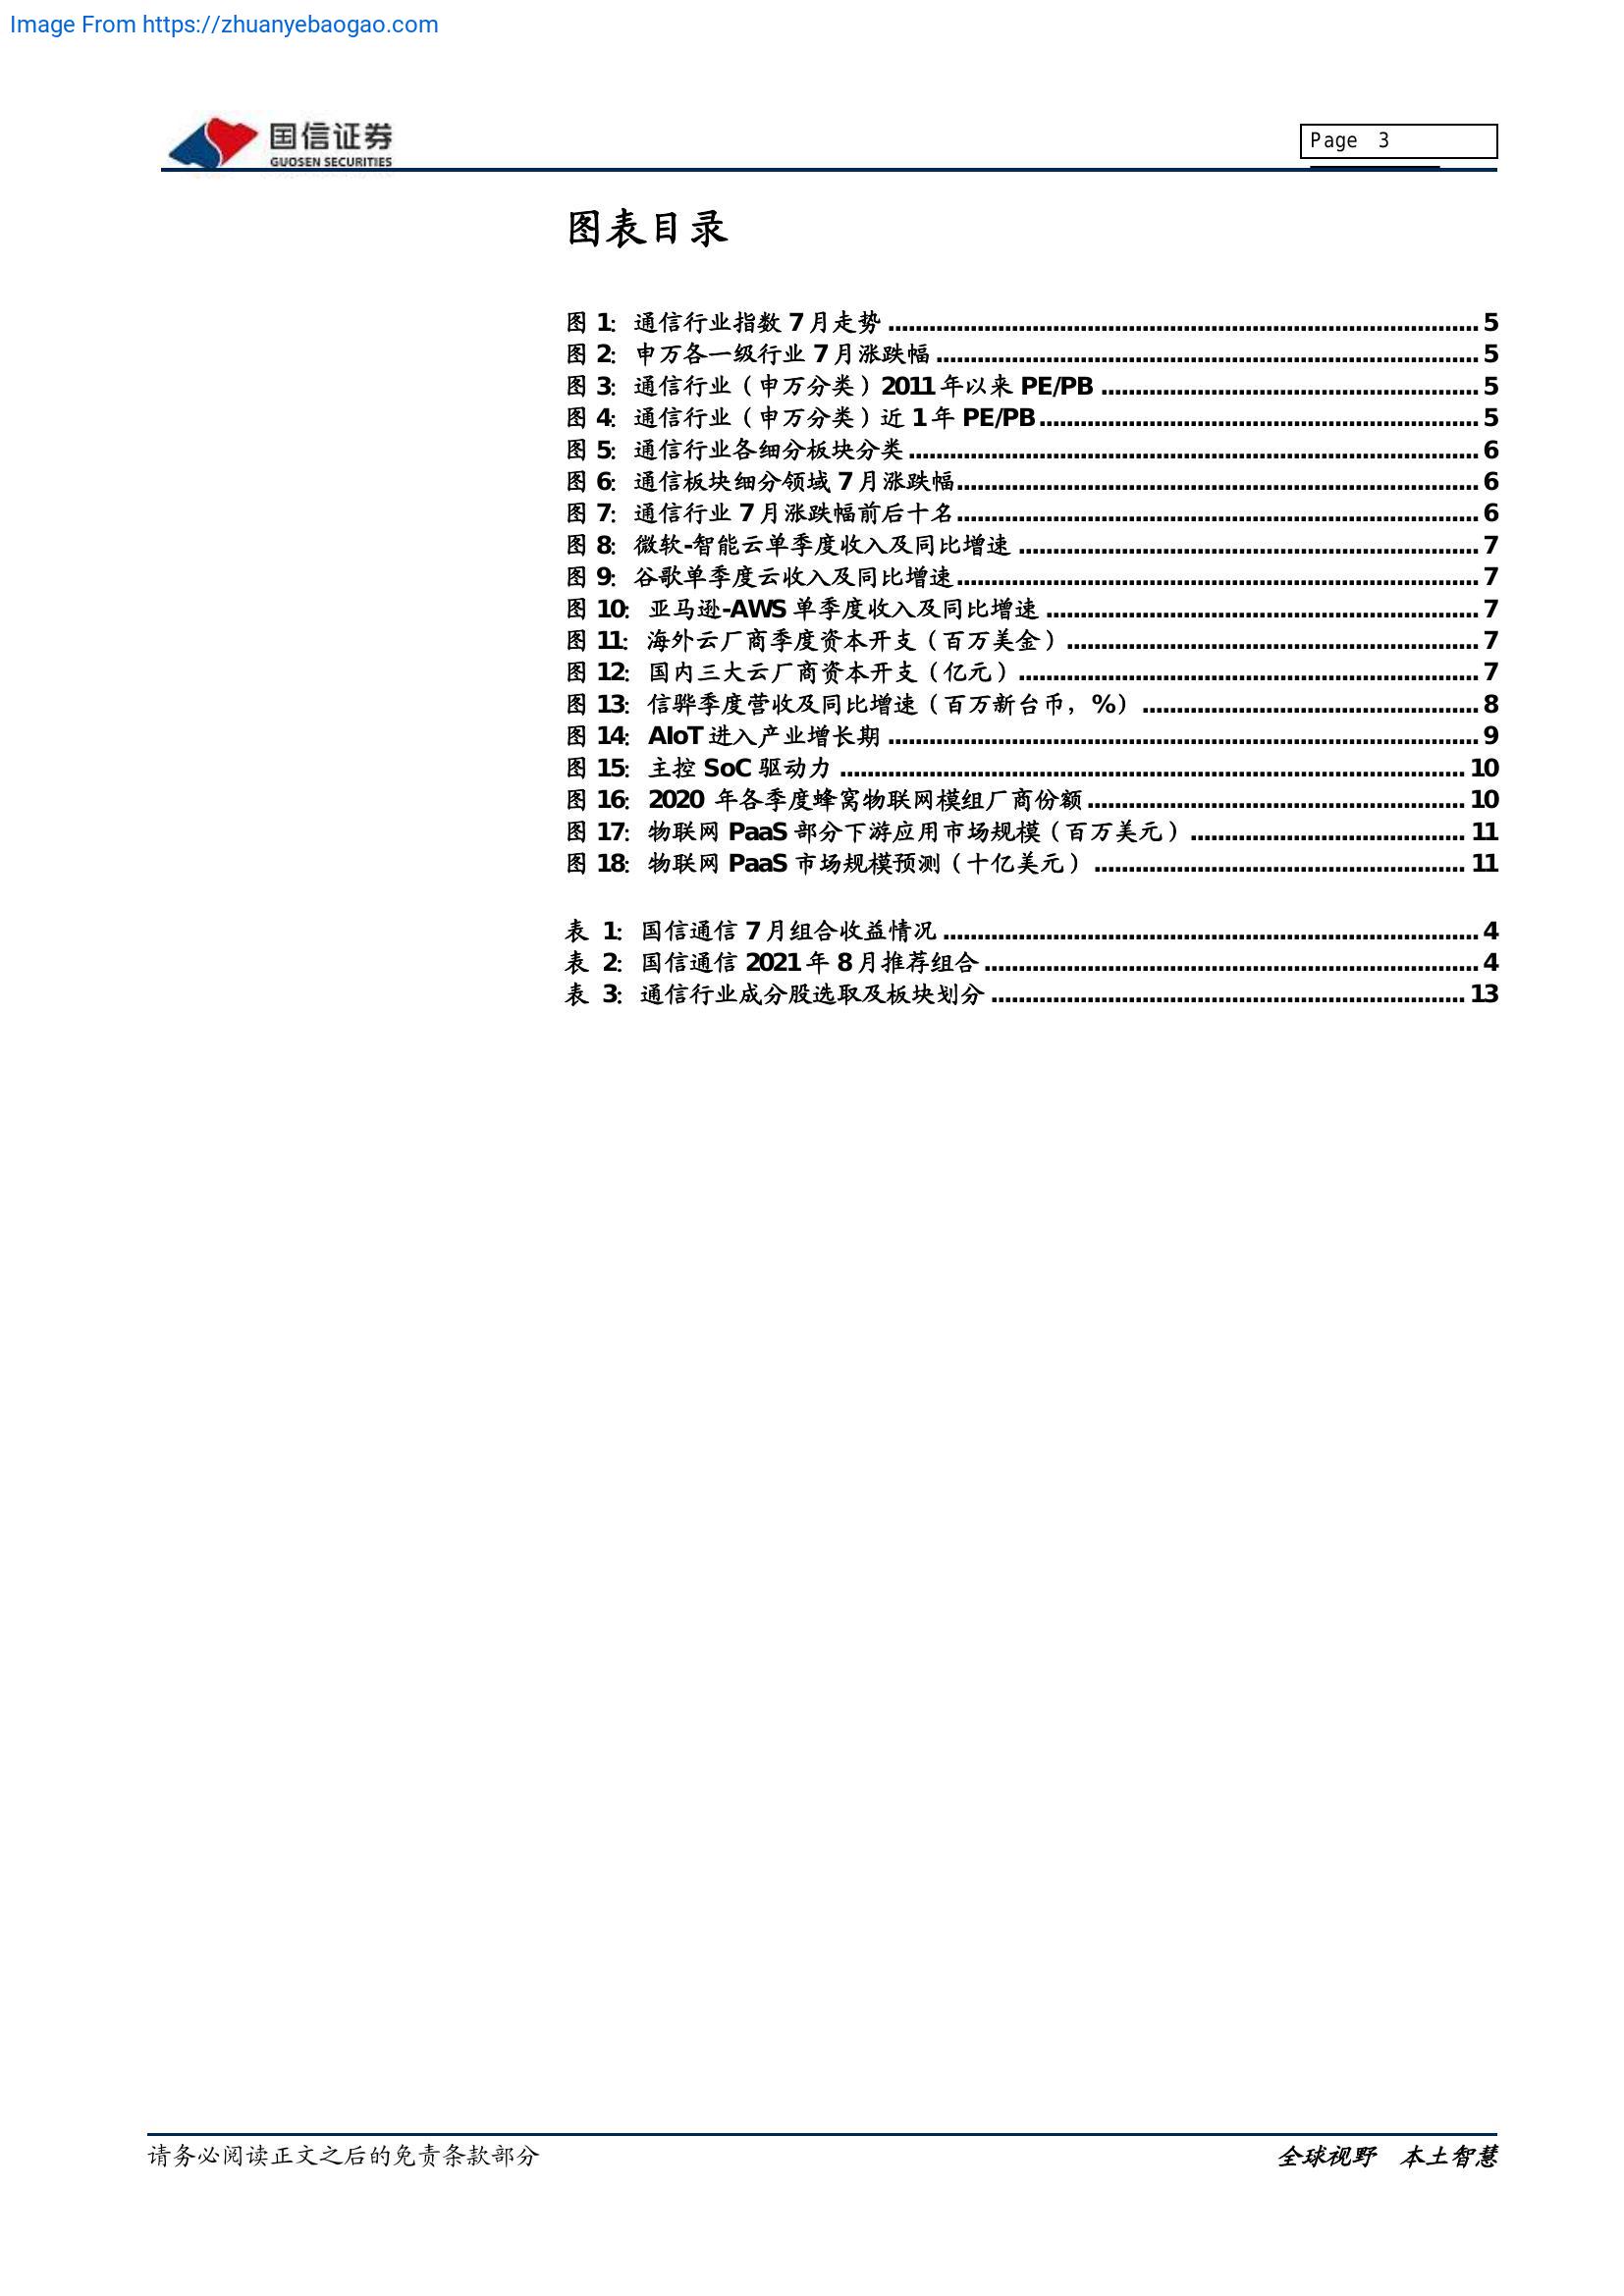 Image From https://zhuanyebaogao.com
国信证券
GUOSEN SECURITIES
Page 3
图表目录
图 1：通信行业指数 7 月走势 ........ 5
图 2：申万各一级行业 7 月涨跌幅 ........ 5
图 3：通信行业（申万分类）2011 年以来 PE/PB ........ 5
图 4：通信行业（申万分类）近 1 年 PE/PB ........ 5
图 5：通信行业各细分板块分类 ........ 6
图 6：通信板块细分领域 7 月涨跌幅 ........ 6
图 7：通信行业 7 月涨跌幅前后十名 ........ 6
图 8：微软-智能云单季度收入及同比增速 ........ 7
图 9：谷歌单季度云收入及同比增速 ........ 7
图 10：亚马逊-AWS 单季度收入及同比增速 ........ 7
图 11：海外云厂商季度资本开支（百万美金） ........ 7
图 12：国内三大云厂商资本开支（亿元） ........ 7
图 13：信骅季度营收及同比增速（百万新台币，%） ........ 8
图 14：AIoT 进入产业增长期 ........ 9
图 15：主控 SoC 驱动力 ........ 10
图 16：2020 年各季度蜂窝物联网模组厂商份额 ........ 10
图 17：物联网 PaaS 部分下游应用市场规模（百万美元） ........ 11
图 18：物联网 PaaS 市场规模预测（十亿美元） ........ 11
表 1：国信通信 7 月组合收益情况 ........ 4
表 2：国信通信 2021 年 8 月推荐组合 ........ 4
表 3：通信行业成分股选取及板块划分 ........ 13
请务必阅读正文之后的免责条款部分
全球视野 本土智慧